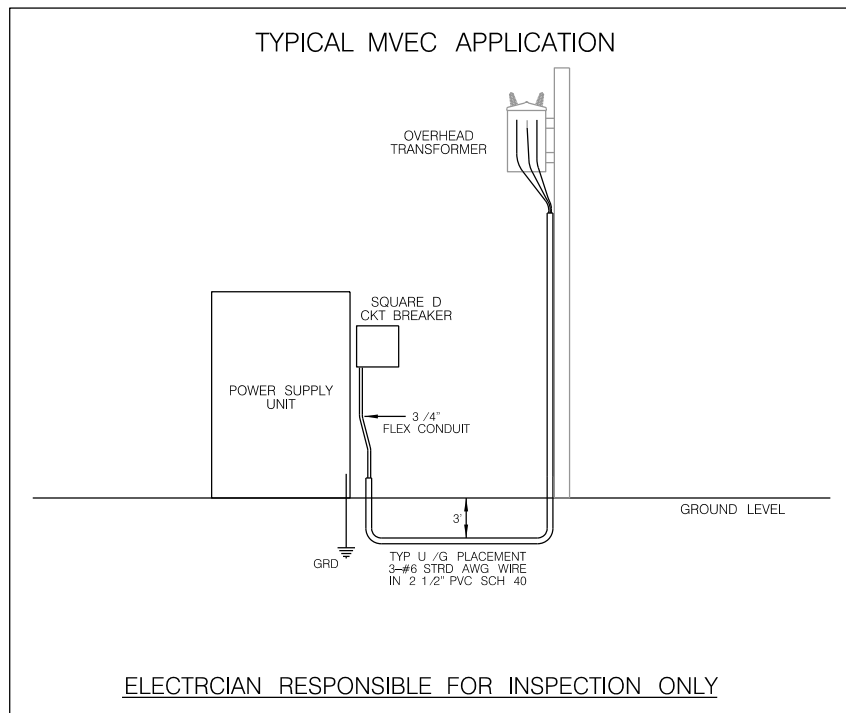 TYPICAL MVEC APPLICATION
OVERHEAD
TRANSFORMER
SQUARE D
CKT BREAKER
POWER SUPPLY
UNIT
3 /4"
FLEX CONDUIT
GROUND LEVEL
3'
TYP U /G PLACEMENT
3-#6 STRD AWG WIRE
IN 2 1/2" PVC SCH 40
GRD
ELECTRCIAN RESPONSIBLE FOR INSPECTION ONLY